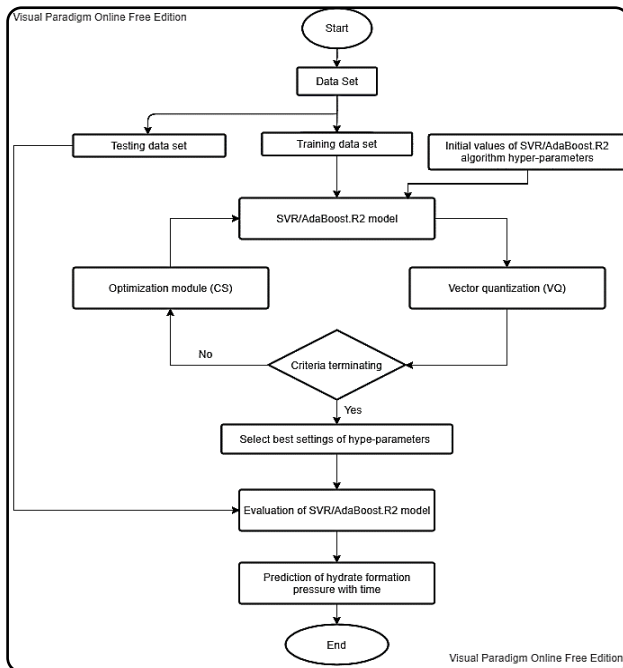 Visual Paradigm Online Free Edition
Start
Data Set
Testing data set
Training data set
Initial values of SVR/AdaBoost.R2
algorithm hyper-parameters
SVR/AdaBoost.R2 model
Optimization module (CS)
Vector quantization (VQ)
No
Criteria terminating
Yes
Select best settings of hype-parameters
Evaluation of SVR/AdaBoost.R2 model
Prediction of hydrate formation
pressure with time
End
Visual Paradigm Online Free Edition